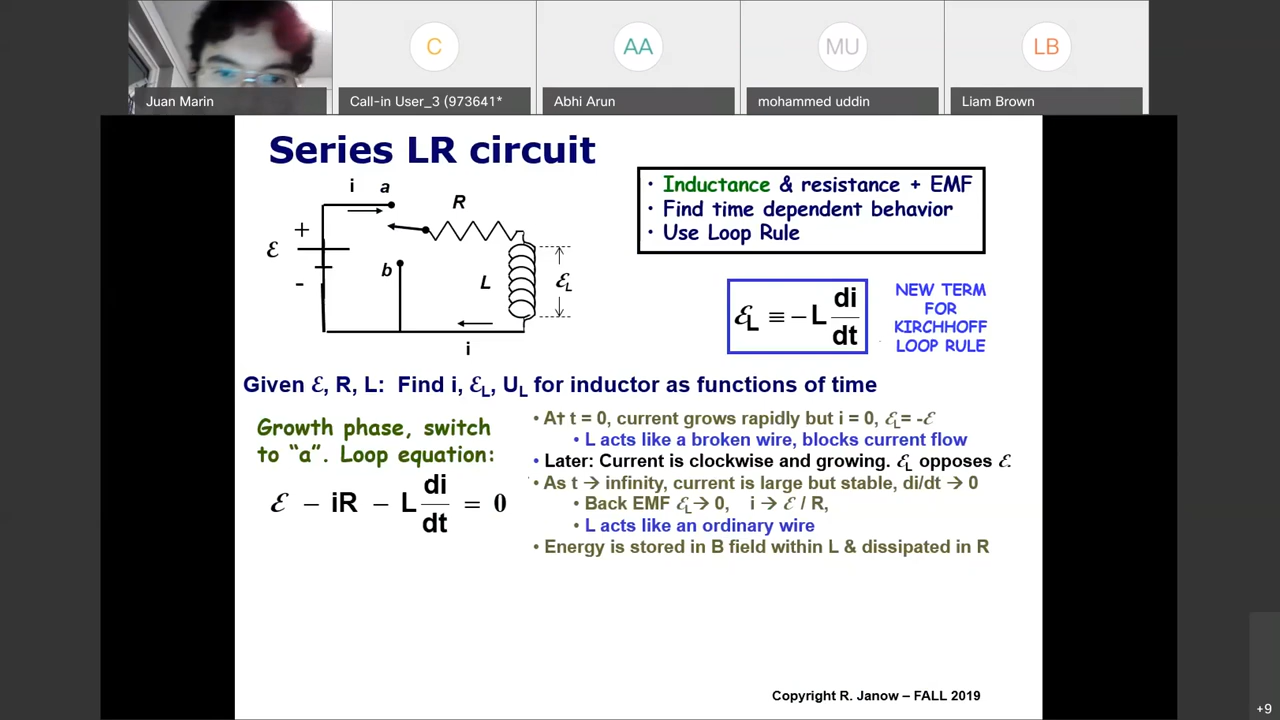 C
AA
MU
LB
Juan Marin
Call-in User_3 (973641*
Abhi Arun
mohammed uddin
Liam Brown
Series LR circuit
i
a
R
+
ℰ
-
b
L
ℰL
i
• Inductance & resistance + EMF
• Find time dependent behavior
• Use Loop Rule
ℰL ≡ −L di/dt
NEW TERM
FOR
KIRCHHOFF
LOOP RULE
Given ℰ, R, L: Find i, ℰL, UL for inductor as functions of time
Growth phase, switch
to “a”. Loop equation:
ℰ − iR − L di/dt = 0
• At t = 0, current grows rapidly but i = 0, ℰL= -ℰ
• L acts like a broken wire, blocks current flow
• Later: Current is clockwise and growing. ℰL opposes ℰ.
• As t → infinity, current is large but stable, di/dt → 0
• Back EMF ℰL→ 0, i → ℰ / R,
• L acts like an ordinary wire
• Energy is stored in B field within L & dissipated in R
Copyright R. Janow – FALL 2019
+9